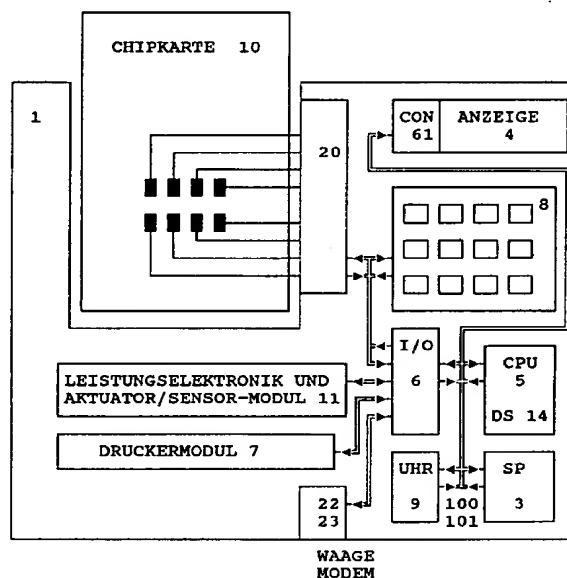 CHIPKARTE 10
1
20
CON
61
ANZEIGE
4
8
I/O
6
CPU
5
DS 14
LEISTUNGSELEKTRONIK UND
AKTUATOR/SENSOR-MODUL 11
DRUCKERMODUL 7
UHR
9
100
101
SP
3
22
23
WAAGE
MODEM